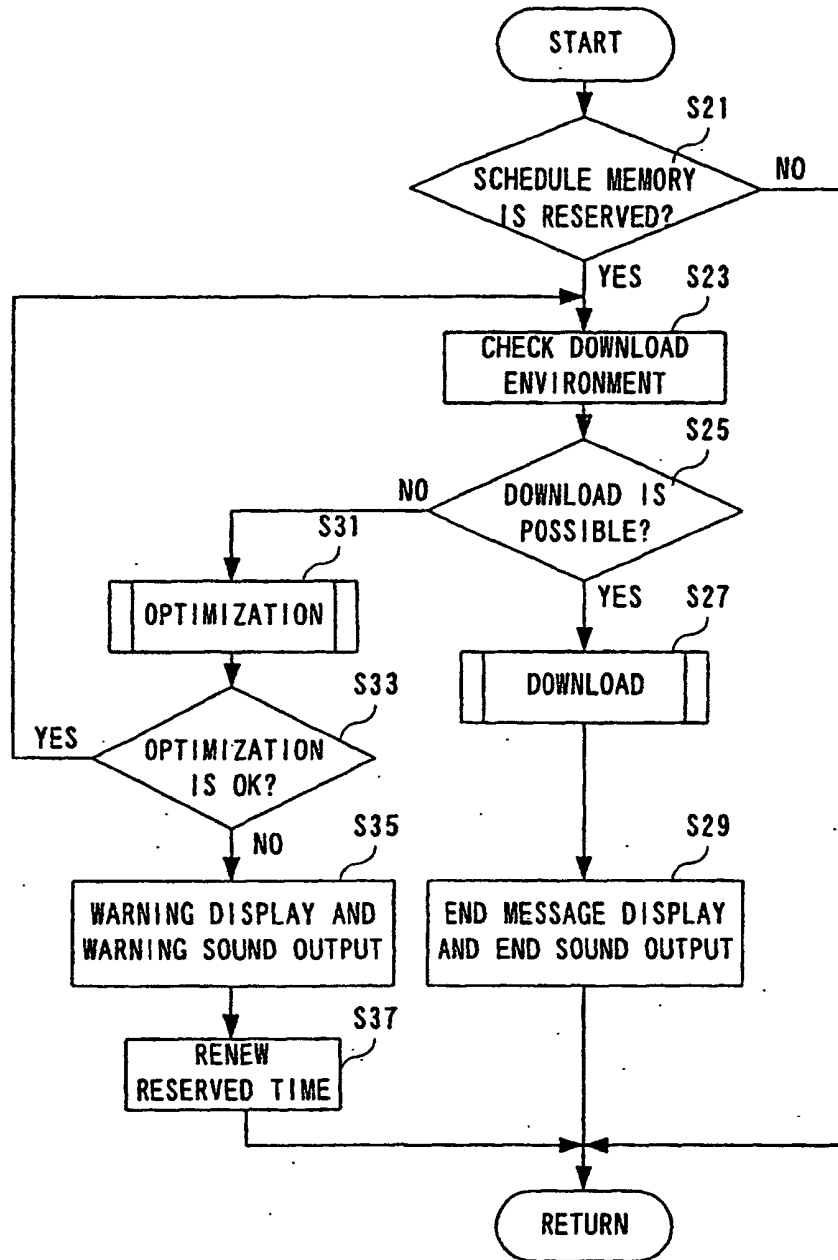 START
S21
SCHEDULE MEMORY
IS RESERVED?
NO
YES
S23
CHECK DOWNLOAD
ENVIRONMENT
S25
DOWNLOAD IS
POSSIBLE?
NO
YES
S31
OPTIMIZATION
S27
DOWNLOAD
S33
OPTIMIZATION
IS OK?
YES
NO
S35
WARNING DISPLAY AND
WARNING SOUND OUTPUT
S29
END MESSAGE DISPLAY
AND END SOUND OUTPUT
S37
RENEW
RESERVED TIME
RETURN